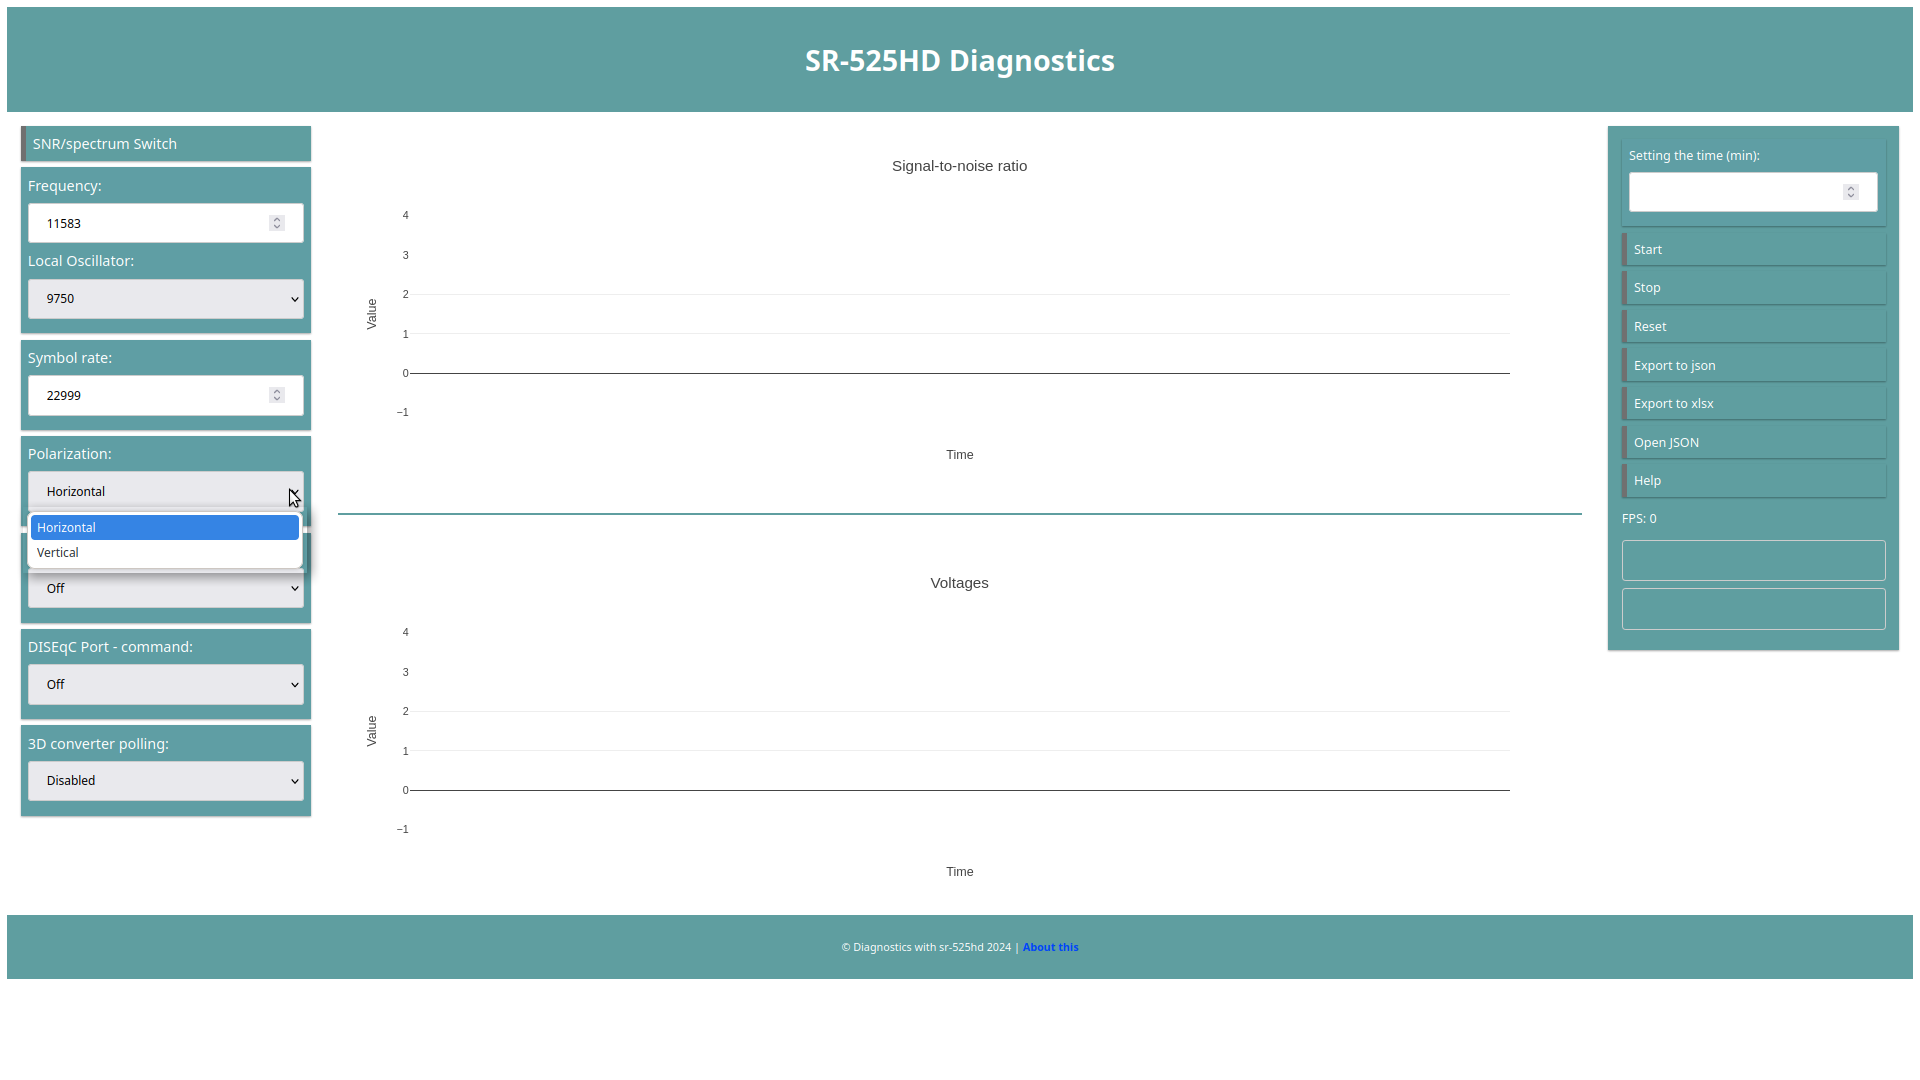 SR-525HD Diagnostics
SNR/spectrum Switch
Frequency:
11583
Local Oscillator:
9750
Symbol rate:
22999
Polarization:
Horizontal
Horizontal
Vertical
Off
DISEqC Port - command:
Off
3D converter polling:
Disabled
Signal-to-noise ratio
4
3
2
1
0
−1
Value
Time
Voltages
4
3
2
1
0
−1
Value
Time
Setting the time (min):
Start
Stop
Reset
Export to json
Export to xlsx
Open JSON
Help
FPS: 0
© Diagnostics with sr-525hd 2024 | About this